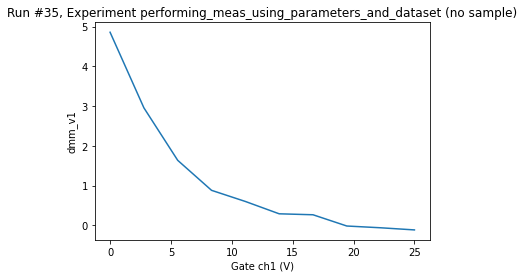 Run #35, Experiment performing_meas_using_parameters_and_dataset (no sample)
5
4
3
2
1
0
dmm_v1
0 5 10 15 20 25
Gate ch1 (V)